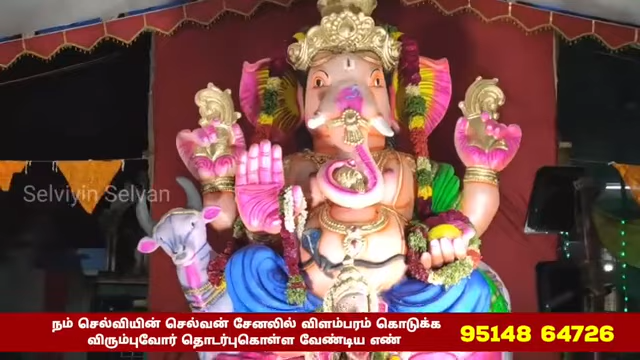 Selviyin Selvan
நம் செல்வியின் செல்வன் சேனலில் விளம்பரம் கொடுக்க
விரும்புவோர் தொடர்புகொள்ள வேண்டிய எண்
95148 64726